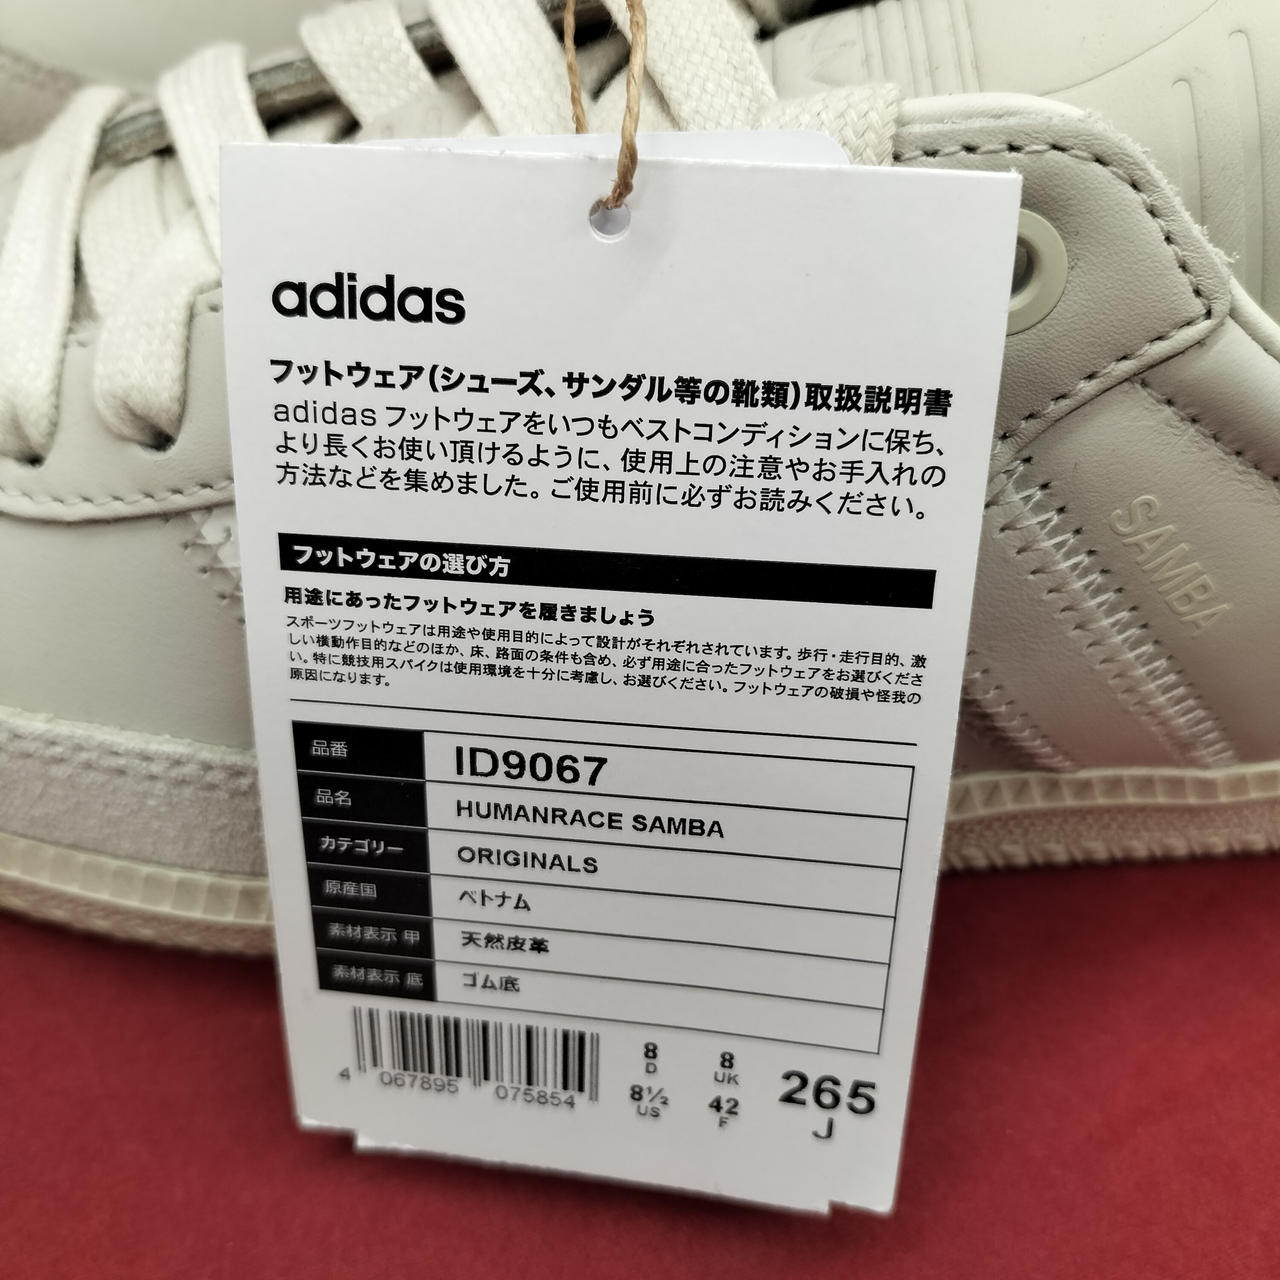 adidas
フットウェア(シューズ、サンダル等の靴類)取扱説明書
adidas フットウェアをいつもベストコンディションに保ち、
より長くお使い頂けるように、使用上の注意やお手入れの
方法などを集めました。ご使用前に必ずお読みください。
フットウェアの選び方
用途にあったフットウェアを履きましょう
スポーツフットウェアは用途や使用目的によって設計がそれぞれされています。歩行・走行目的、激
しい横動作目的などのほか、床、路面の条件も含め、必ず用途に合ったフットウェアをお選びくださ
い。特に競技用スパイクは使用環境を十分に考慮し、お選びください。フットウェアの破損や怪我の
原因になります。
品番 ID9067
品名 HUMANRACE SAMBA
カテゴリー ORIGINALS
原産国 ベトナム
素材表示 甲 天然皮革
素材表示 底 ゴム底
4 067895 075854
8 D 8 UK 265 J
8½ US 42 F
SAMBA